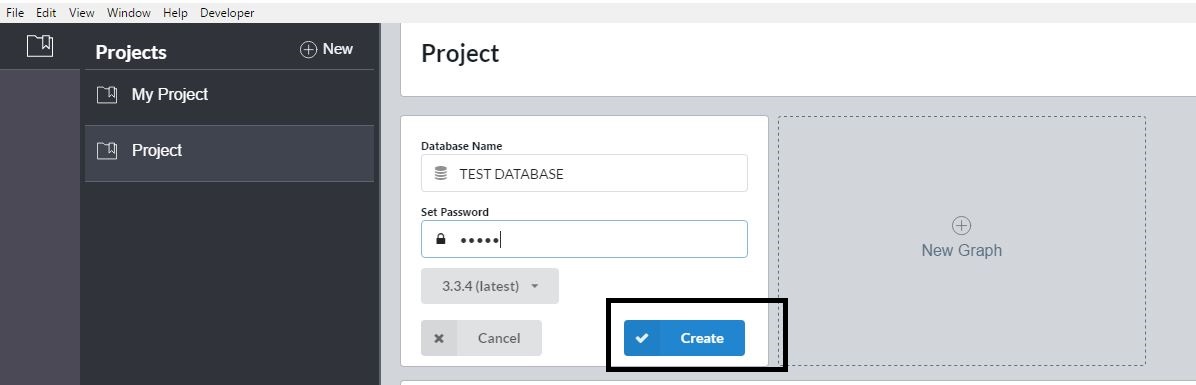 File Edit View Window Help Developer
Projects
New
My Project
Project
Project
Database Name
TEST DATABASE
Set Password
•••••
3.3.4 (latest)
Cancel
Create
New Graph